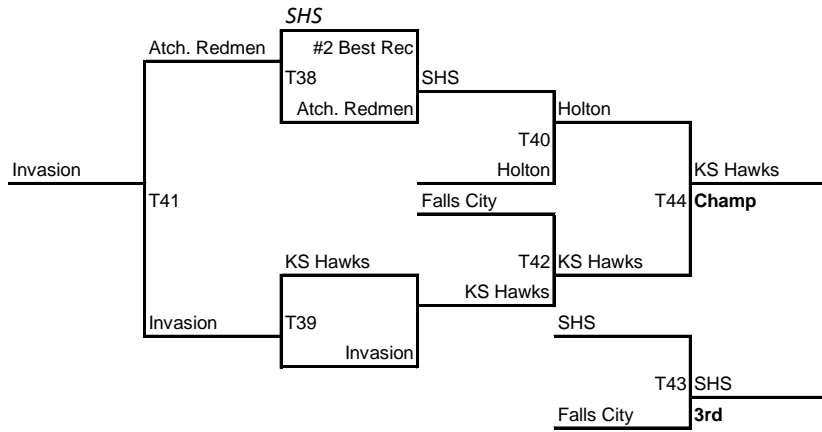 SHS
Atch. Redmen
#2 Best Rec
T38
SHS
Atch. Redmen
Holton
T40
Invasion
Holton
KS Hawks
T41
Falls City
T44
Champ
KS Hawks
T42
KS Hawks
KS Hawks
Invasion
T39
SHS
Invasion
T43
SHS
Falls City
3rd